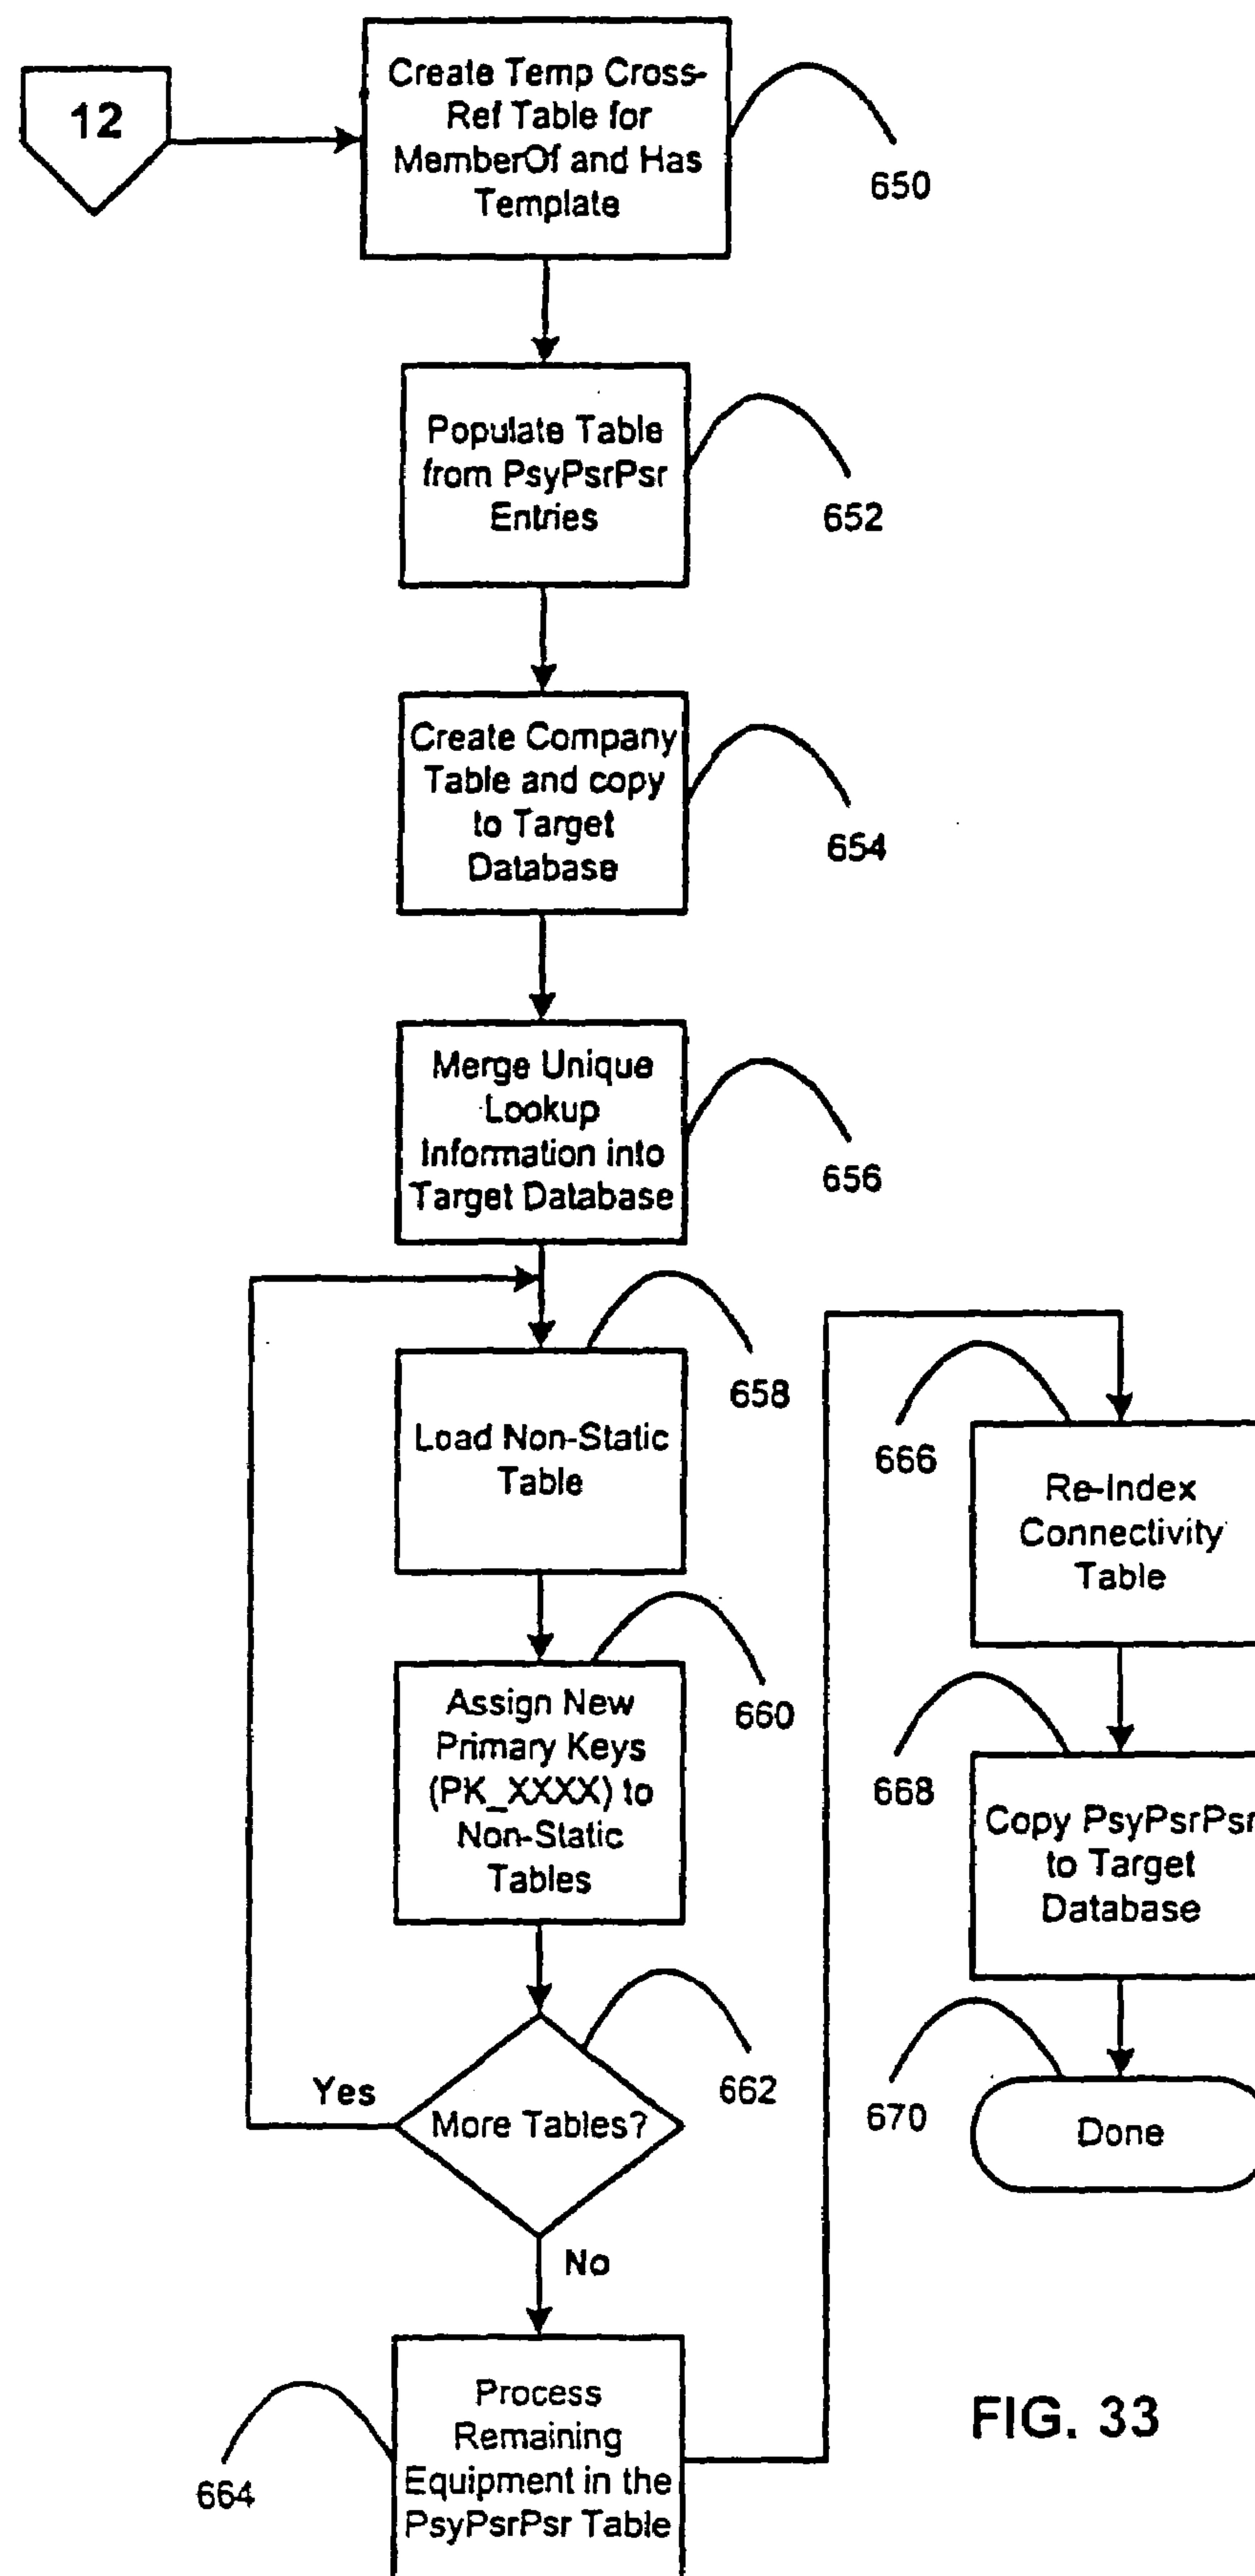 12
Create Temp Cross-
Ref Table for
MemberOf and Has
Template
650
Populate Table
from PsyPsrPsr
Entries
652
Create Company
Table and copy
to Target
Database
654
Merge Unique
Lookup
Information into
Target Database
656
658
Load Non-Static
Table
660
Assign New
Primary Keys
(PK_XXXX) to
Non-Static
Tables
662
Yes
More Tables?
No
Process
Remaining
Equipment in the
PsyPsrPsr Table
664
666
Re-Index
Connectivity
Table
668
Copy PsyPsrPsr
to Target
Database
670
Done
FIG. 33